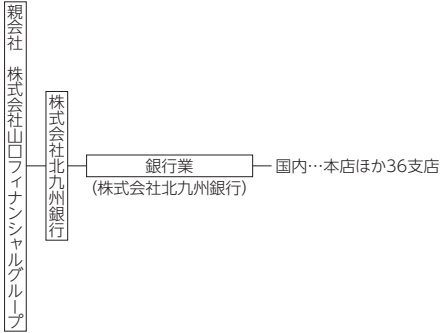 親会社 株式会社山口フィナンシャルグループ
株式会社北九州銀行
銀行業
(株式会社北九州銀行)
国内…本店ほか36支店